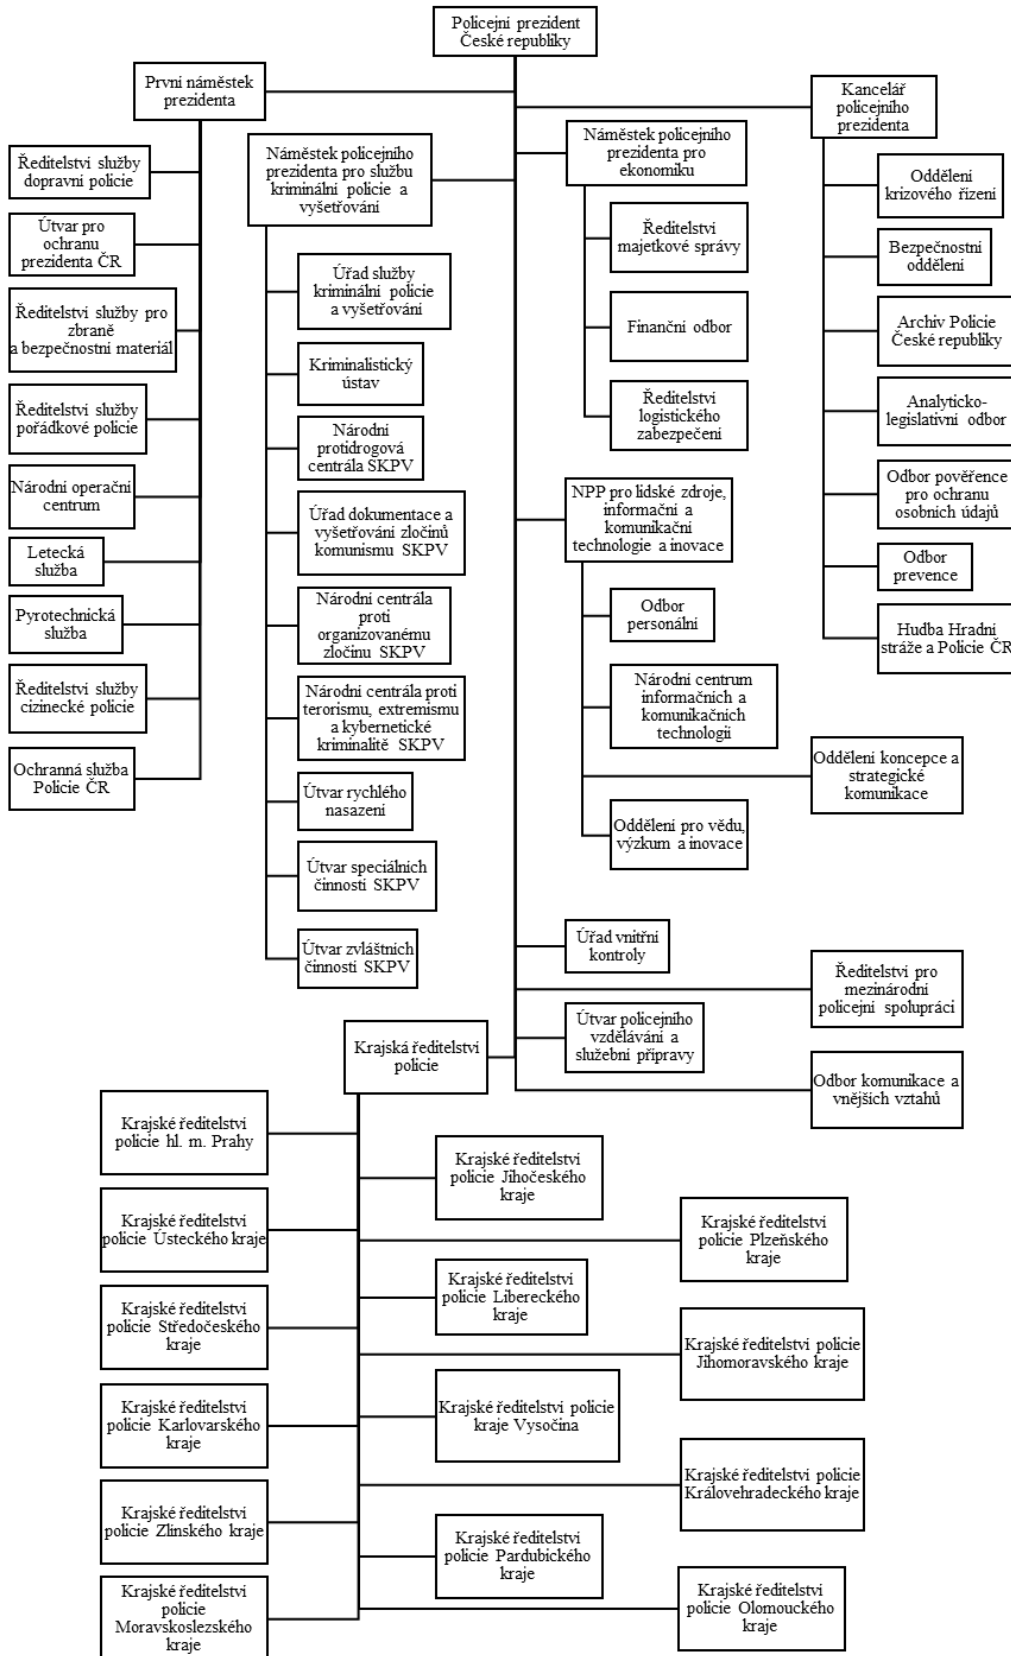 Policejní prezident
České republiky
První náměstek
prezidenta
Ředitelství služby
dopravní policie
Útvar pro
ochranu
prezidenta ČR
Ředitelství služby pro
zbraně
a bezpečnostní materiál
Ředitelství služby
pořádkové policie
Národní operační
centrum
Letecká
služba
Pyrotechnická
služba
Ředitelství služby
cizinecké policie
Ochranná služba
Policie ČR
Náměstek policejního
prezidenta pro službu
kriminální policie a
vyšetřování
Úřad služby
kriminální policie
a vyšetřování
Kriminalistický
ústav
Národní
protidrogová
centrála SKPV
Úřad dokumentace a
vyšetřování zločinů
komunismu SKPV
Národní centrála
proti
organizovanému
zločinu SKPV
Národní centrála proti
terorismu, extremismu
a kybernetické
kriminalitě SKPV
Útvar rychlého
nasazení
Útvar speciálních
činností SKPV
Útvar zvláštních
činností SKPV
Náměstek policejního
prezidenta pro
ekonomiku
Ředitelství
majetkové správy
Finanční odbor
Ředitelství
logistického
zabezpečení
NPP pro lidské zdroje,
informační a
komunikační
technologie a inovace
Odbor
personální
Národní centrum
informačních a
komunikačních
technologií
Oddělení koncepce a
strategické
komunikace
Oddělení pro vědu,
výzkum a inovace
Kancelář
policejního
prezidenta
Oddělení
krizového řízení
Bezpečnostní
oddělení
Archiv Policie
České republiky
Analyticko-
legislativní odbor
Odbor pověřence
pro ochranu
osobních údajů
Odbor
prevence
Hudba Hradní
stráže a Policie ČR
Úřad vnitřní
kontroly
Ředitelství pro
mezinárodní
policejní spolupráci
Útvar policejního
vzdělávání a
služební přípravy
Odbor komunikace a
vnějších vztahů
Krajská ředitelství
policie
Krajské ředitelství
policie hl. m. Prahy
Krajské ředitelství
policie Jihočeského
kraje
Krajské ředitelství
policie Ústeckého kraje
Krajské ředitelství
policie Plzeňského
kraje
Krajské ředitelství
policie Libereckého
kraje
Krajské ředitelství
policie Středočeského
kraje
Krajské ředitelství policie
Jihomoravského kraje
Krajské ředitelství
policie Karlovarského
kraje
Krajské ředitelství policie
kraje Vysočina
Krajské ředitelství policie
Královehradeckého kraje
Krajské ředitelství
policie Zlínského kraje
Krajské ředitelství
policie Pardubického
kraje
Krajské ředitelství
policie
Moravskoslezského
kraje
Krajské ředitelství
policie Olomouckého
kraje